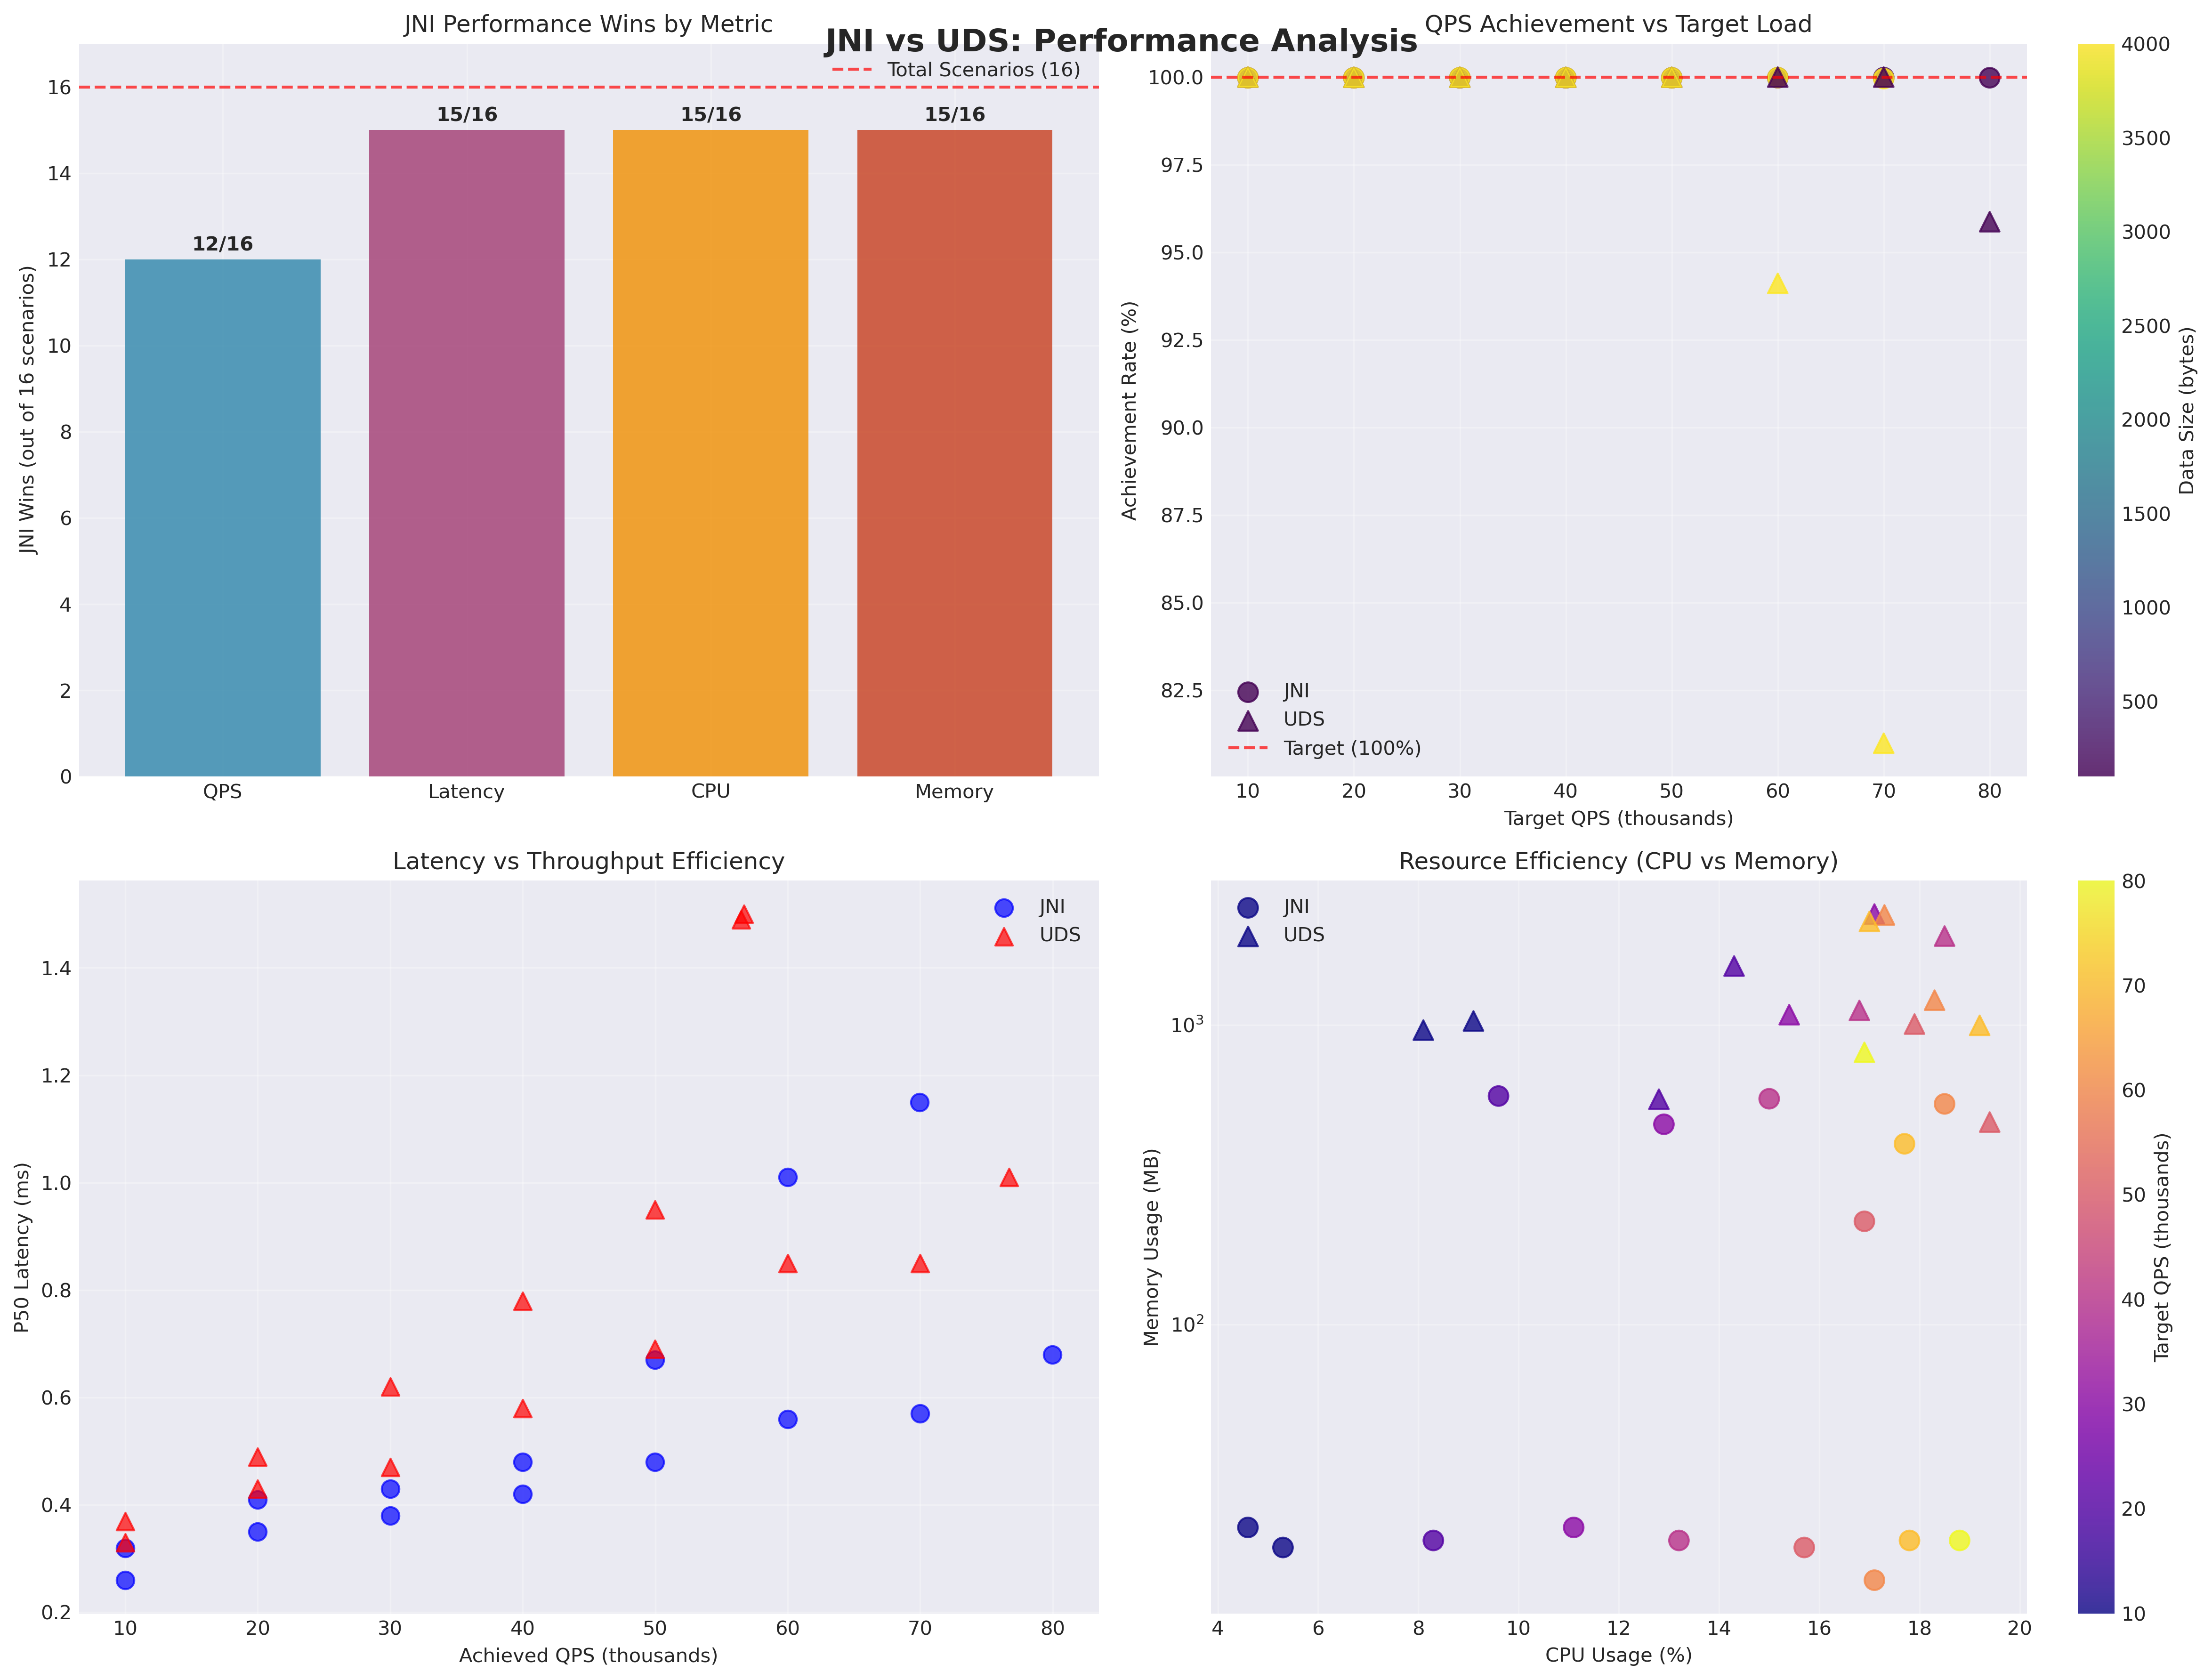 JNI vs UDS: Performance Analysis
JNI Performance Wins by Metric
Total Scenarios (16)
JNI Wins (out of 16 scenarios)
16
14
12
10
8
6
4
2
0
12/16
15/16
15/16
15/16
QPS
Latency
CPU
Memory
QPS Achievement vs Target Load
Achievement Rate (%)
100.0
97.5
95.0
92.5
90.0
87.5
85.0
82.5
JNI
UDS
Target (100%)
10
20
30
40
50
60
70
80
Target QPS (thousands)
4000
3500
3000
2500
2000
1500
1000
500
Data Size (bytes)
Latency vs Throughput Efficiency
P50 Latency (ms)
1.4
1.2
1.0
0.8
0.6
0.4
0.2
JNI
UDS
10
20
30
40
50
60
70
80
Achieved QPS (thousands)
Resource Efficiency (CPU vs Memory)
Memory Usage (MB)
10³
10²
JNI
UDS
4
6
8
10
12
14
16
18
20
CPU Usage (%)
80
70
60
50
40
30
20
10
Target QPS (thousands)